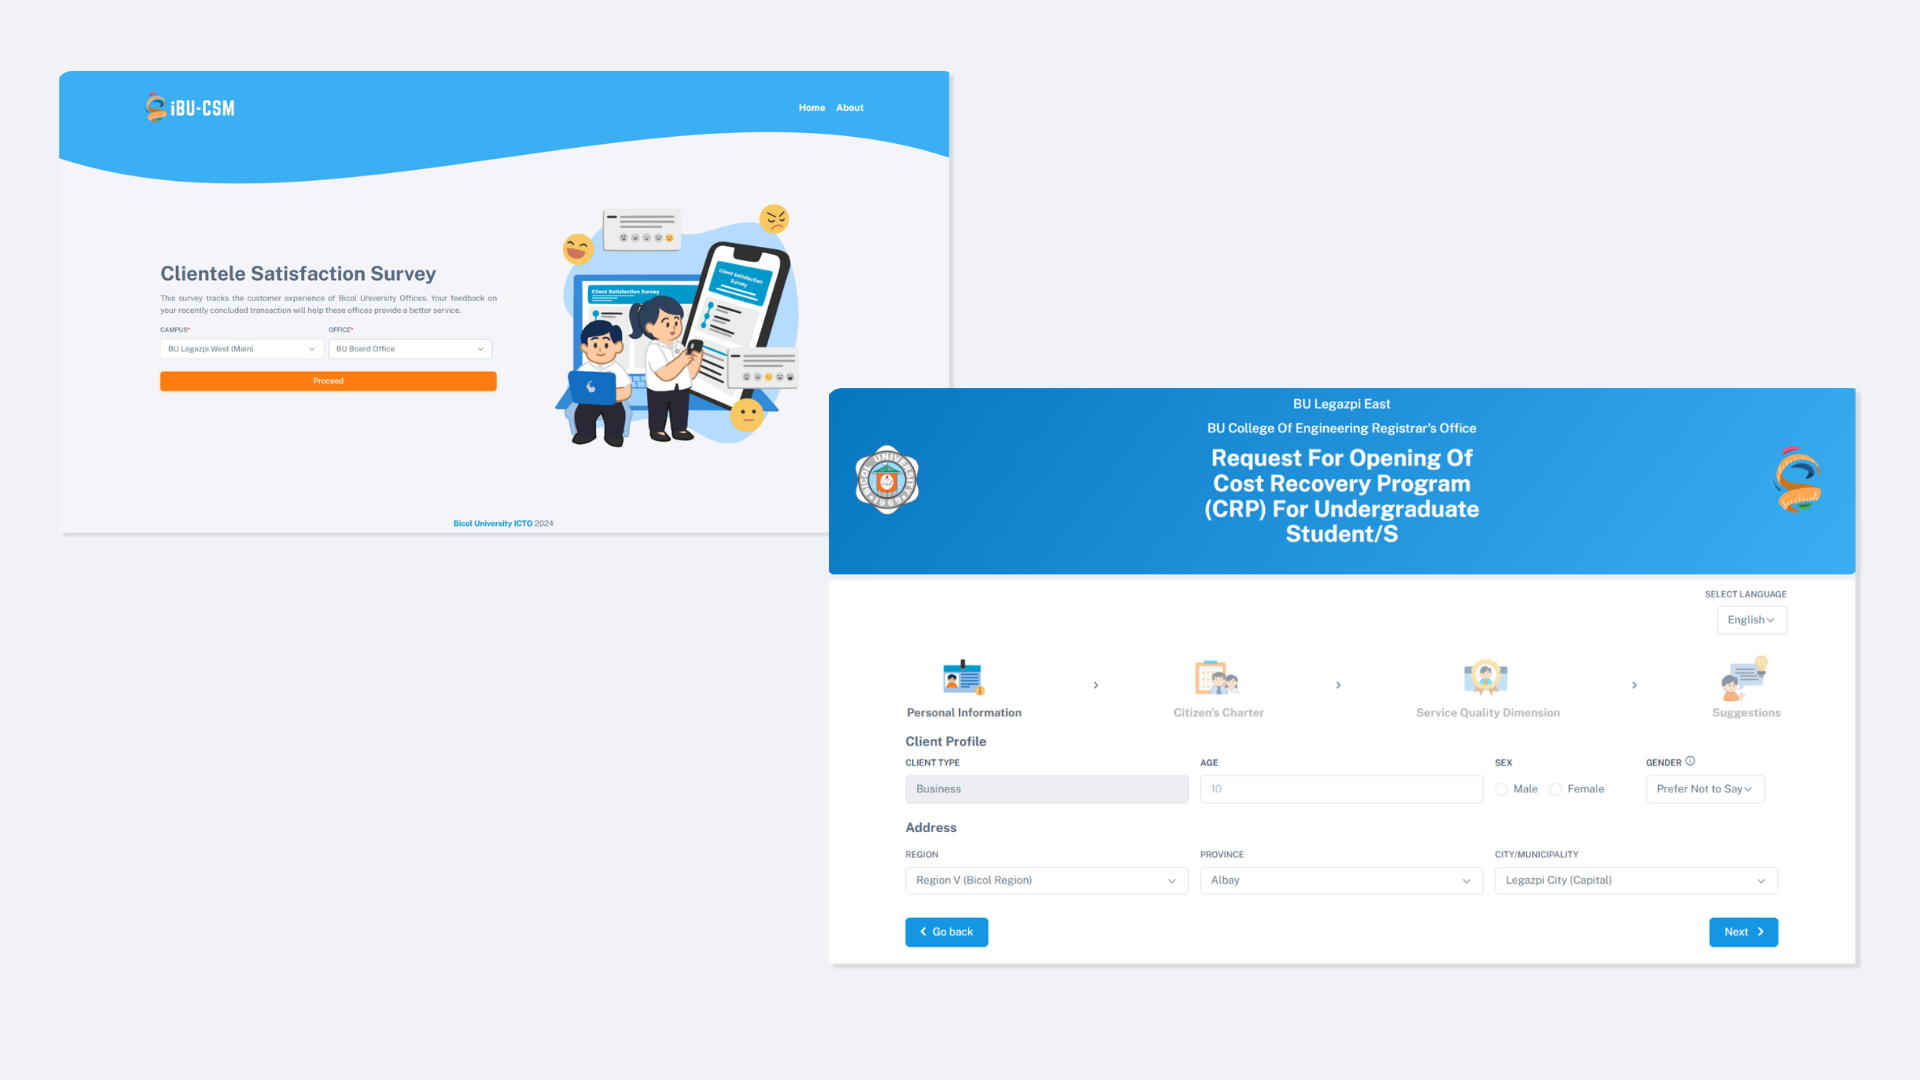 iBU-CSM
Home About
Clientele Satisfaction Survey
This survey tracks the customer experience of Bicol University Offices. Your feedback on
your recently concluded transaction will help these offices provide a better service.
CAMPUS* OFFICE*
BU Legazpi West (Main) BU Board Office
Proceed
Client Satisfaction Survey
Client Satisfaction
Survey
Bicol University ICTO 2024
BU Legazpi East
BU College Of Engineering Registrar's Office
Request For Opening Of
Cost Recovery Program
(CRP) For Undergraduate
Student/S
BICOL UNIVERSITY
SELECT LANGUAGE
English
Personal Information > Citizen's Charter > Service Quality Dimension > Suggestions
Client Profile
CLIENT TYPE AGE SEX GENDER
Business 10 Male Female Prefer Not to Say
Address
REGION PROVINCE CITY/MUNICIPALITY
Region V (Bicol Region) Albay Legazpi City (Capital)
Go back Next